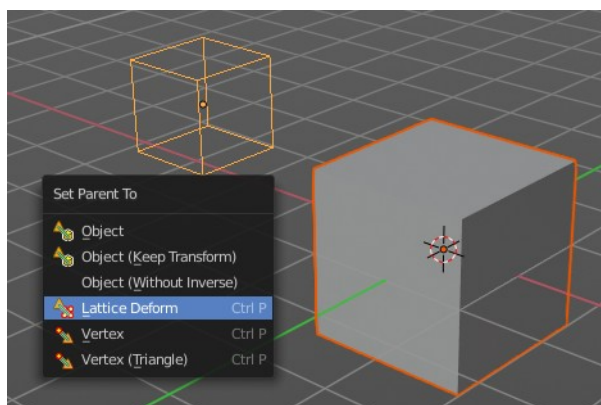 Set Parent To
Object
Object (Keep Transform)
Object (Without Inverse)
Lattice Deform Ctrl P
Vertex Ctrl P
Vertex (Triangle) Ctrl P